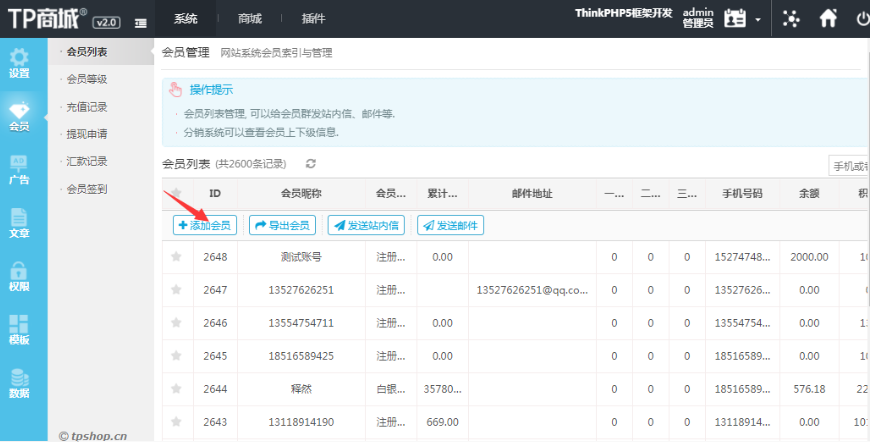 TP商城® v2.0 系统 商城 插件 ThinkPHP5框架开发 admin 管理员
设置
会员
广告
文章
权限
模板
数据
会员列表
会员等级
充值记录
提现申请
汇款记录
会员签到
© tpshop.cn
会员管理 网站系统会员索引与管理
操作提示
· 会员列表管理, 可以给会员群发站内信、邮件等.
· 分销系统可以查看会员上下级信息.
会员列表 (共2600条记录)
手机或
ID 会员昵称 会员... 累计... 邮件地址 一... 二... 三... 手机号码 余额 积
添加会员 导出会员 发送站内信 发送邮件
2648 测试账号 注册... 0.00 0 0 0 15274748... 2000.00
2647 13527626251 注册... 13527626251@qq.co... 0 0 0 13527626... 0.00
2646 13554754711 注册... 0.00 0 0 0 13554754... 0.00
2645 18516589425 注册... 0.00 0 0 0 18516589... 0.00
2644 释然 白银... 35780... 0 0 0 18516589... 576.18 22
2643 13118914190 注册... 669.00 0 0 0 13118914... 0.00